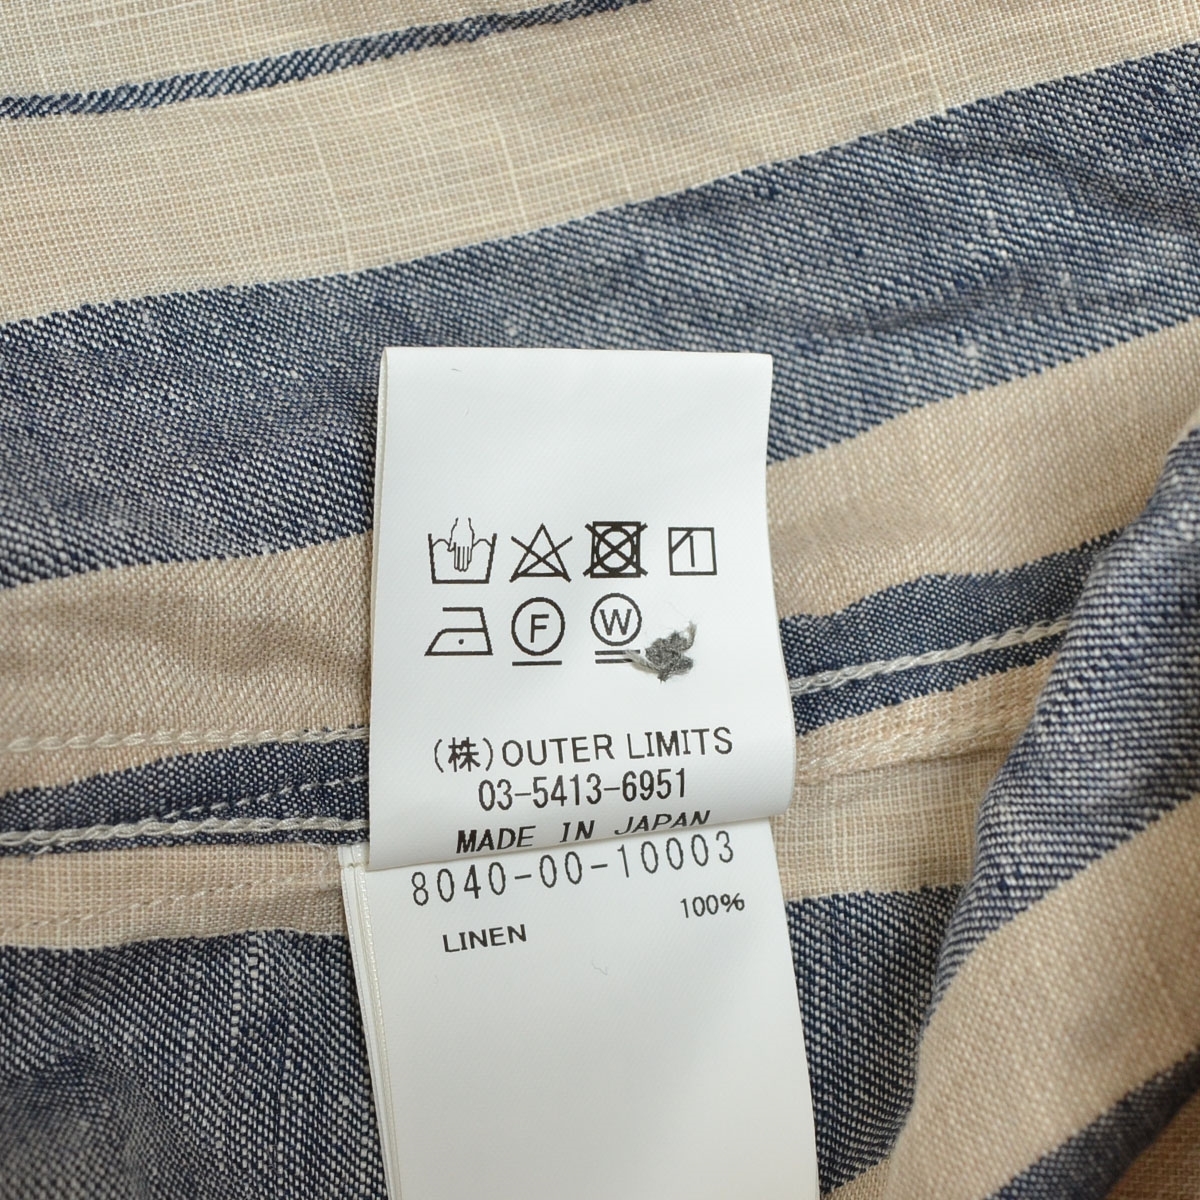 F W
(株)OUTER LIMITS
03-5413-6951
MADE IN JAPAN
8040-00-10003
LINEN 100%